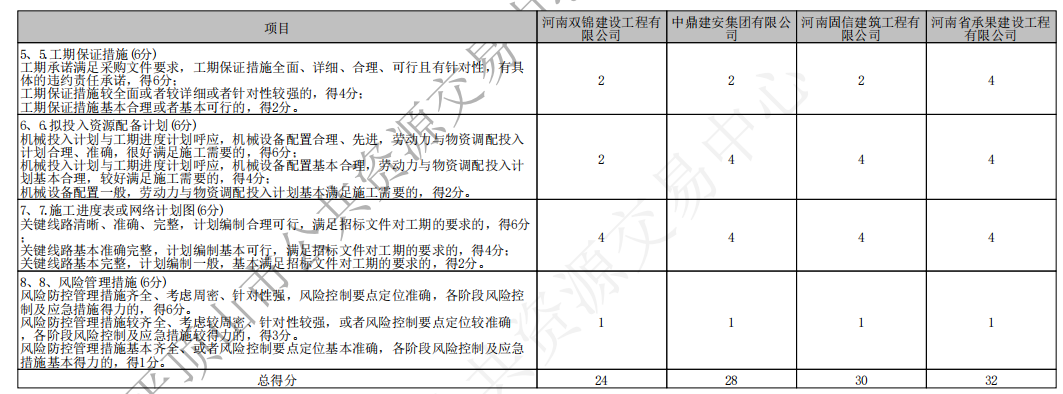 项目
河南双锦建设工程有限公司
中鼎建安集团有限公司
河南固信建筑工程有限公司
河南省承果建设工程有限公司
5、5.工期保证措施(6分)
工期承诺满足采购文件要求，工期保证措施全面、详细、合理、可行且有针对性，有具
体的违约责任承诺，得6分；
工期保证措施较全面或者较详细或者针对性较强的，得4分；
工期保证措施基本合理或者基本可行的，得2分。
2
2
2
4
6、6.拟投入资源配备计划(6分)
机械投入计划与工期进度计划呼应，机械设备配置合理、先进，劳动力与物资调配投入
计划合理、准确，很好满足施工需要的，得6分；
机械投入计划与工期进度计划呼应，机械设备配置基本合理，劳动力与物资调配投入计
划基本合理，较好满足施工需要的，得4分；
机械设备配置一般，劳动力与物资调配投入计划基本满足施工需要的，得2分。
2
4
4
4
7、7.施工进度表或网络计划图(6分)
关键线路清晰、准确、完整，计划编制合理可行，满足招标文件对工期的要求的，得6分
；
关键线路基本准确完整，计划编制基本可行，满足招标文件对工期的要求的，得4分；
关键线路基本完整，计划编制一般，基本满足招标文件对工期的要求的，得2分。
4
4
4
4
8、8、风险管理措施(6分)
风险防控管理措施齐全、考虑周密、针对性强，风险控制要点定位准确，各阶段风险控
制及应急措施得力的，得6分。
风险防控管理措施较齐全、考虑较周密、针对性较强，或者风险控制要点定位较准确
，各阶段风险控制及应急措施较得力的，得3分。
风险防控管理措施基本齐全、或者风险控制要点定位基本准确，各阶段风险控制及应急
措施基本得力的，得1分。
1
1
1
1
总得分
24
28
30
32
平顶山市公共资源交易中心
共资源交易中心